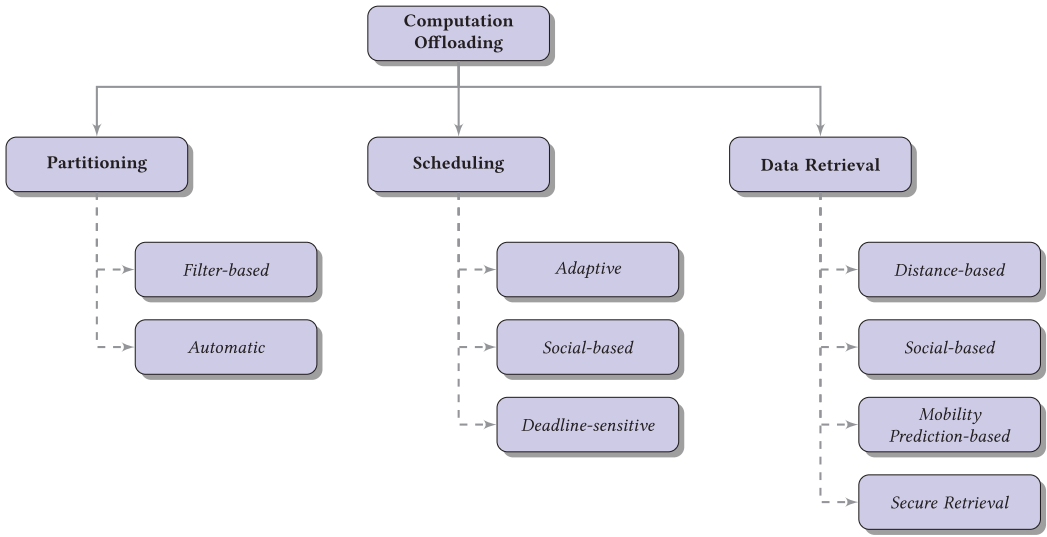 Computation
Offloading
Partitioning
Scheduling
Data Retrieval
Filter-based
Adaptive
Distance-based
Automatic
Social-based
Social-based
Deadline-sensitive
Mobility
Prediction-based
Secure Retrieval